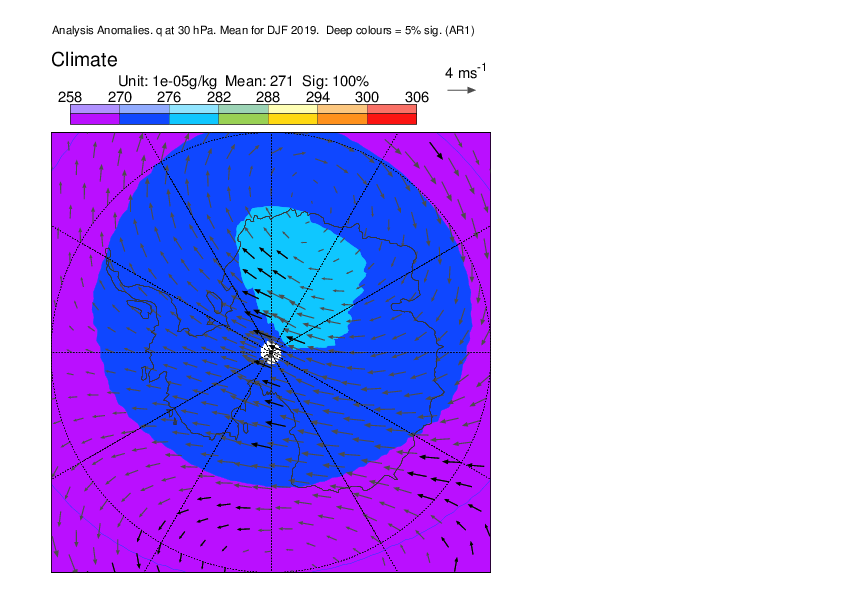 Analysis Anomalies. q at 30 hPa. Mean for DJF 2019.  Deep colours = 5% sig. (AR1)
Climate
4 ms-1
Unit: 1e-05g/kg  Mean: 271  Sig: 100%
258 270 276 282 288 294 300 306